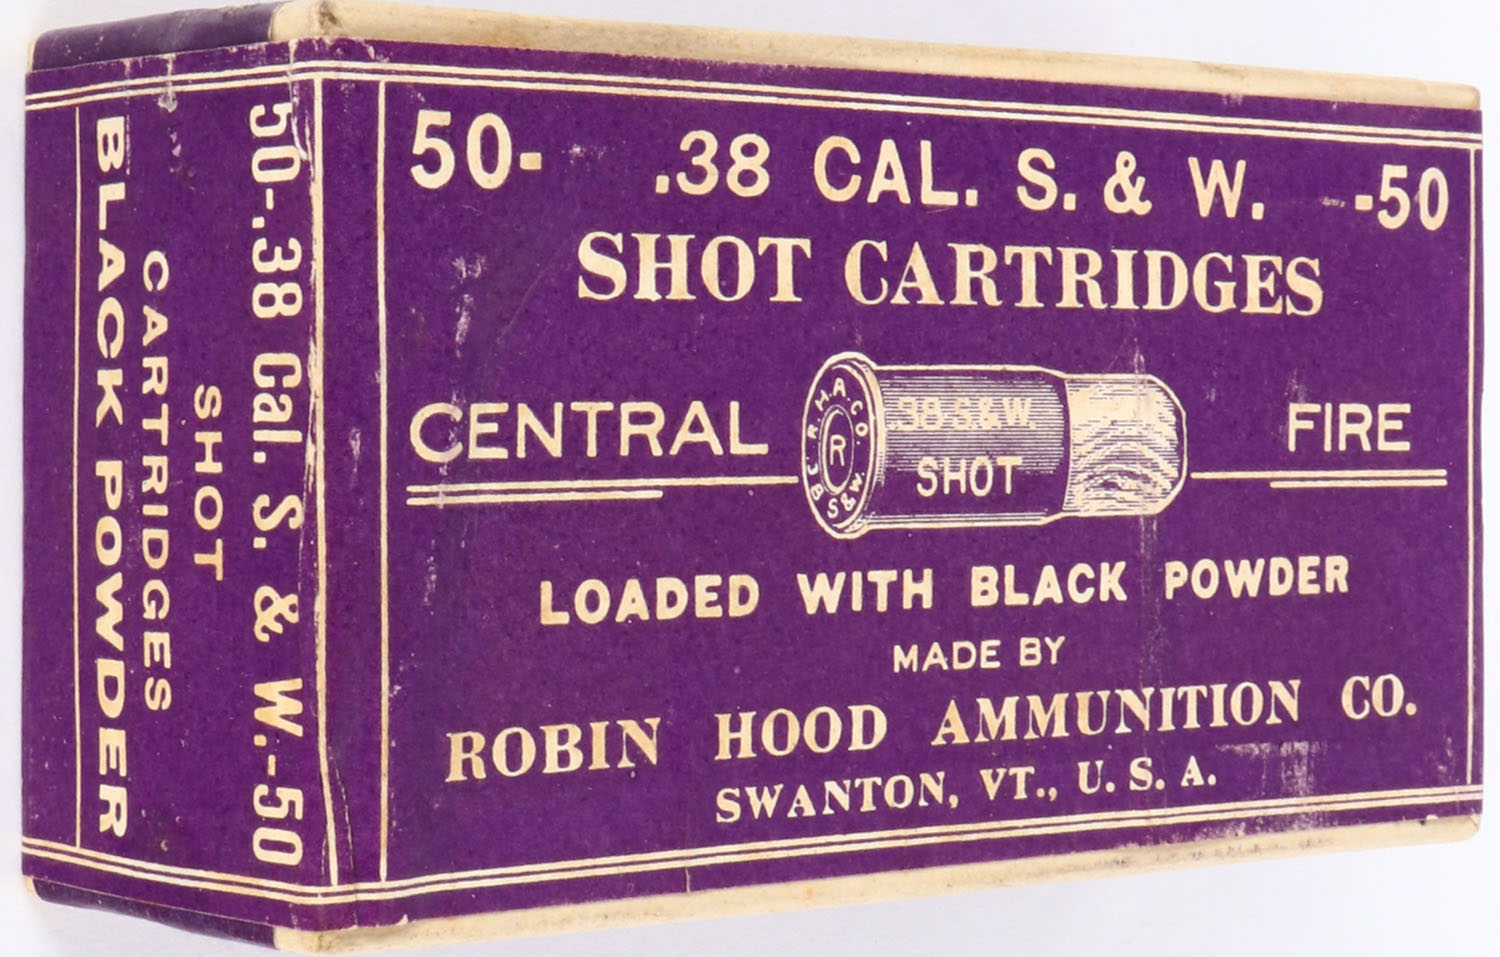 50- .38 CAL. S. & W. -50
SHOT CARTRIDGES
CENTRAL FIRE
R.H.A.CO.
R
.38 S.&W.
SHOT
LOADED WITH BLACK POWDER
MADE BY
ROBIN HOOD AMMUNITION CO.
SWANTON, VT., U. S. A.
50-.38 Cal. S. & W.-50
SHOT
CARTRIDGES
BLACK POWDER